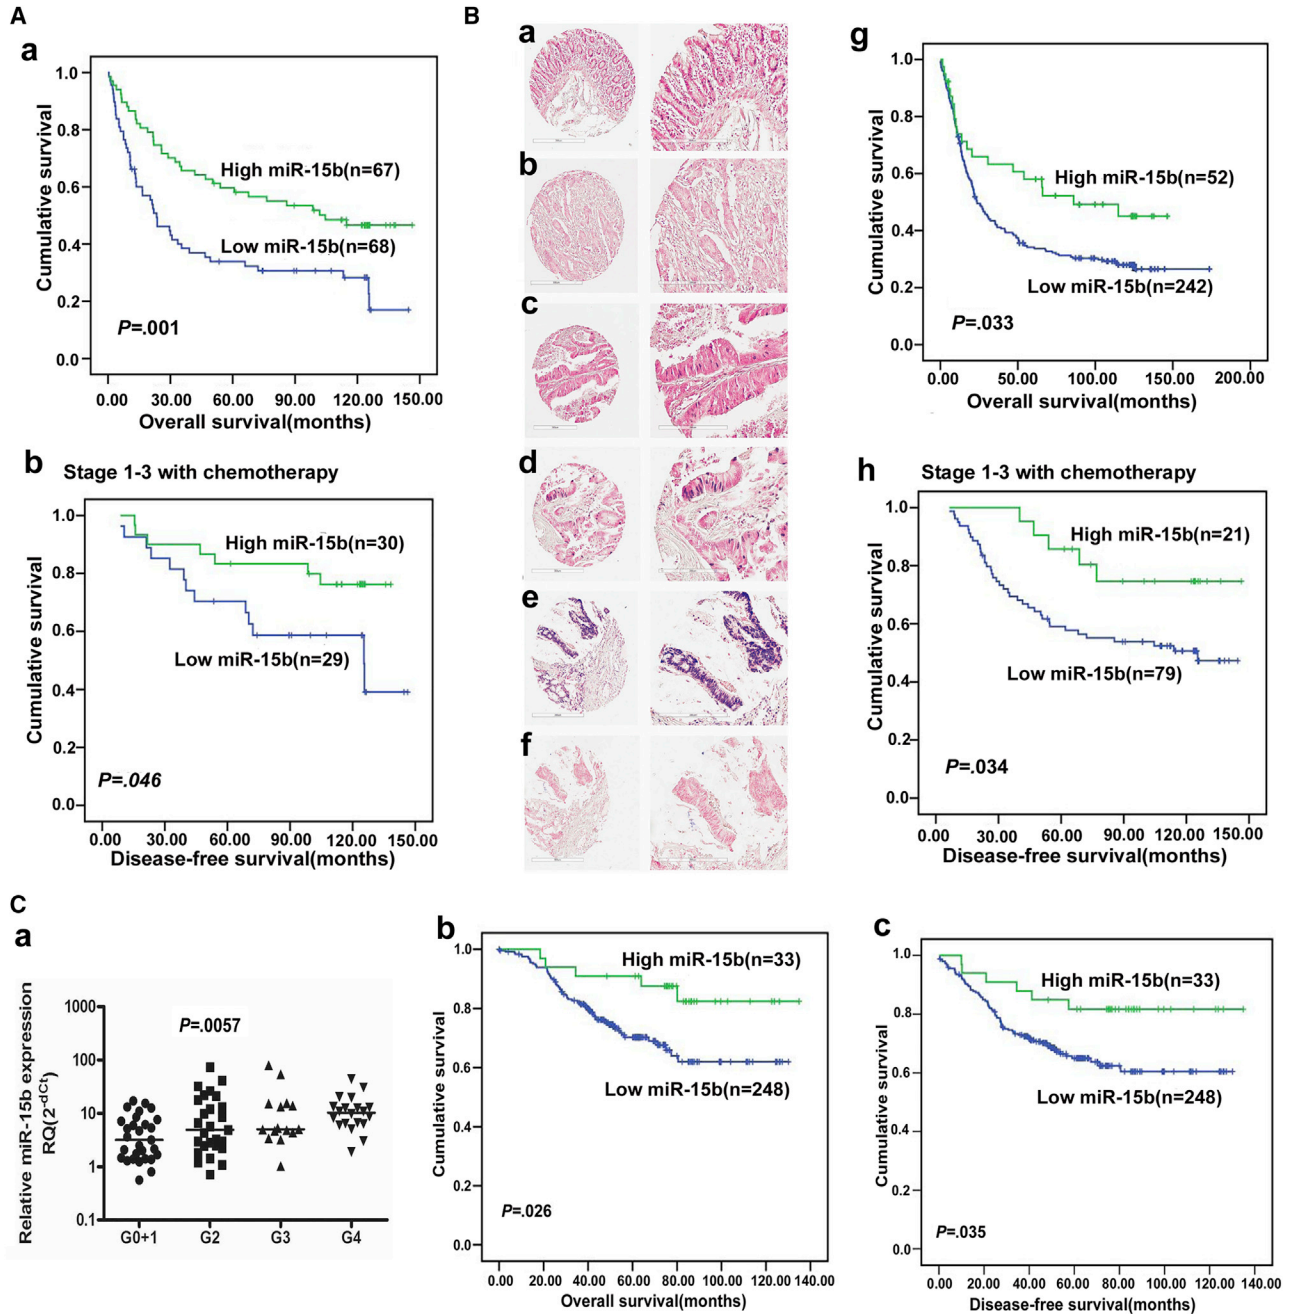 A
a
1.0
0.8
0.6
0.4
0.2
0.0
Cumulative survival
High miR-15b(n=67)
Low miR-15b(n=68)
P=.001
0.00 30.00 60.00 90.00 120.00 150.00
Overall survival(months)
b
Stage 1-3 with chemotherapy
1.0
0.8
0.6
0.4
0.2
0.0
Cumulative survival
High miR-15b(n=30)
Low miR-15b(n=29)
P=.046
0.00 30.00 60.00 90.00 120.00 150.00
Disease-free survival(months)
B
a
b
c
d
e
f
g
1.0
0.8
0.6
0.4
0.2
0.0
Cumulative survival
High miR-15b(n=52)
Low miR-15b(n=242)
P=.033
0.00 50.00 100.00 150.00 200.00
Overall survival(months)
h
Stage 1-3 with chemotherapy
1.0
0.8
0.6
0.4
0.2
0.0
Cumulative survival
High miR-15b(n=21)
Low miR-15b(n=79)
P=.034
0.00 30.00 60.00 90.00 120.00 150.00
Disease-free survival(months)
C
a
Relative miR-15b expression
RQ(2^-dCt)
1000
100
10
1
0.1
P=.0057
G0+1 G2 G3 G4
b
1.0
0.8
0.6
0.4
0.2
0.0
Cumulative survival
High miR-15b(n=33)
Low miR-15b(n=248)
P=.026
0.00 20.00 40.00 60.00 80.00 100.00 120.00 140.00
Overall survival(months)
c
1.0
0.8
0.6
0.4
0.2
0.0
Cumulative survival
High miR-15b(n=33)
Low miR-15b(n=248)
P=.035
0.00 20.00 40.00 60.00 80.00 100.00 120.00 140.00
Disease-free survival(months)